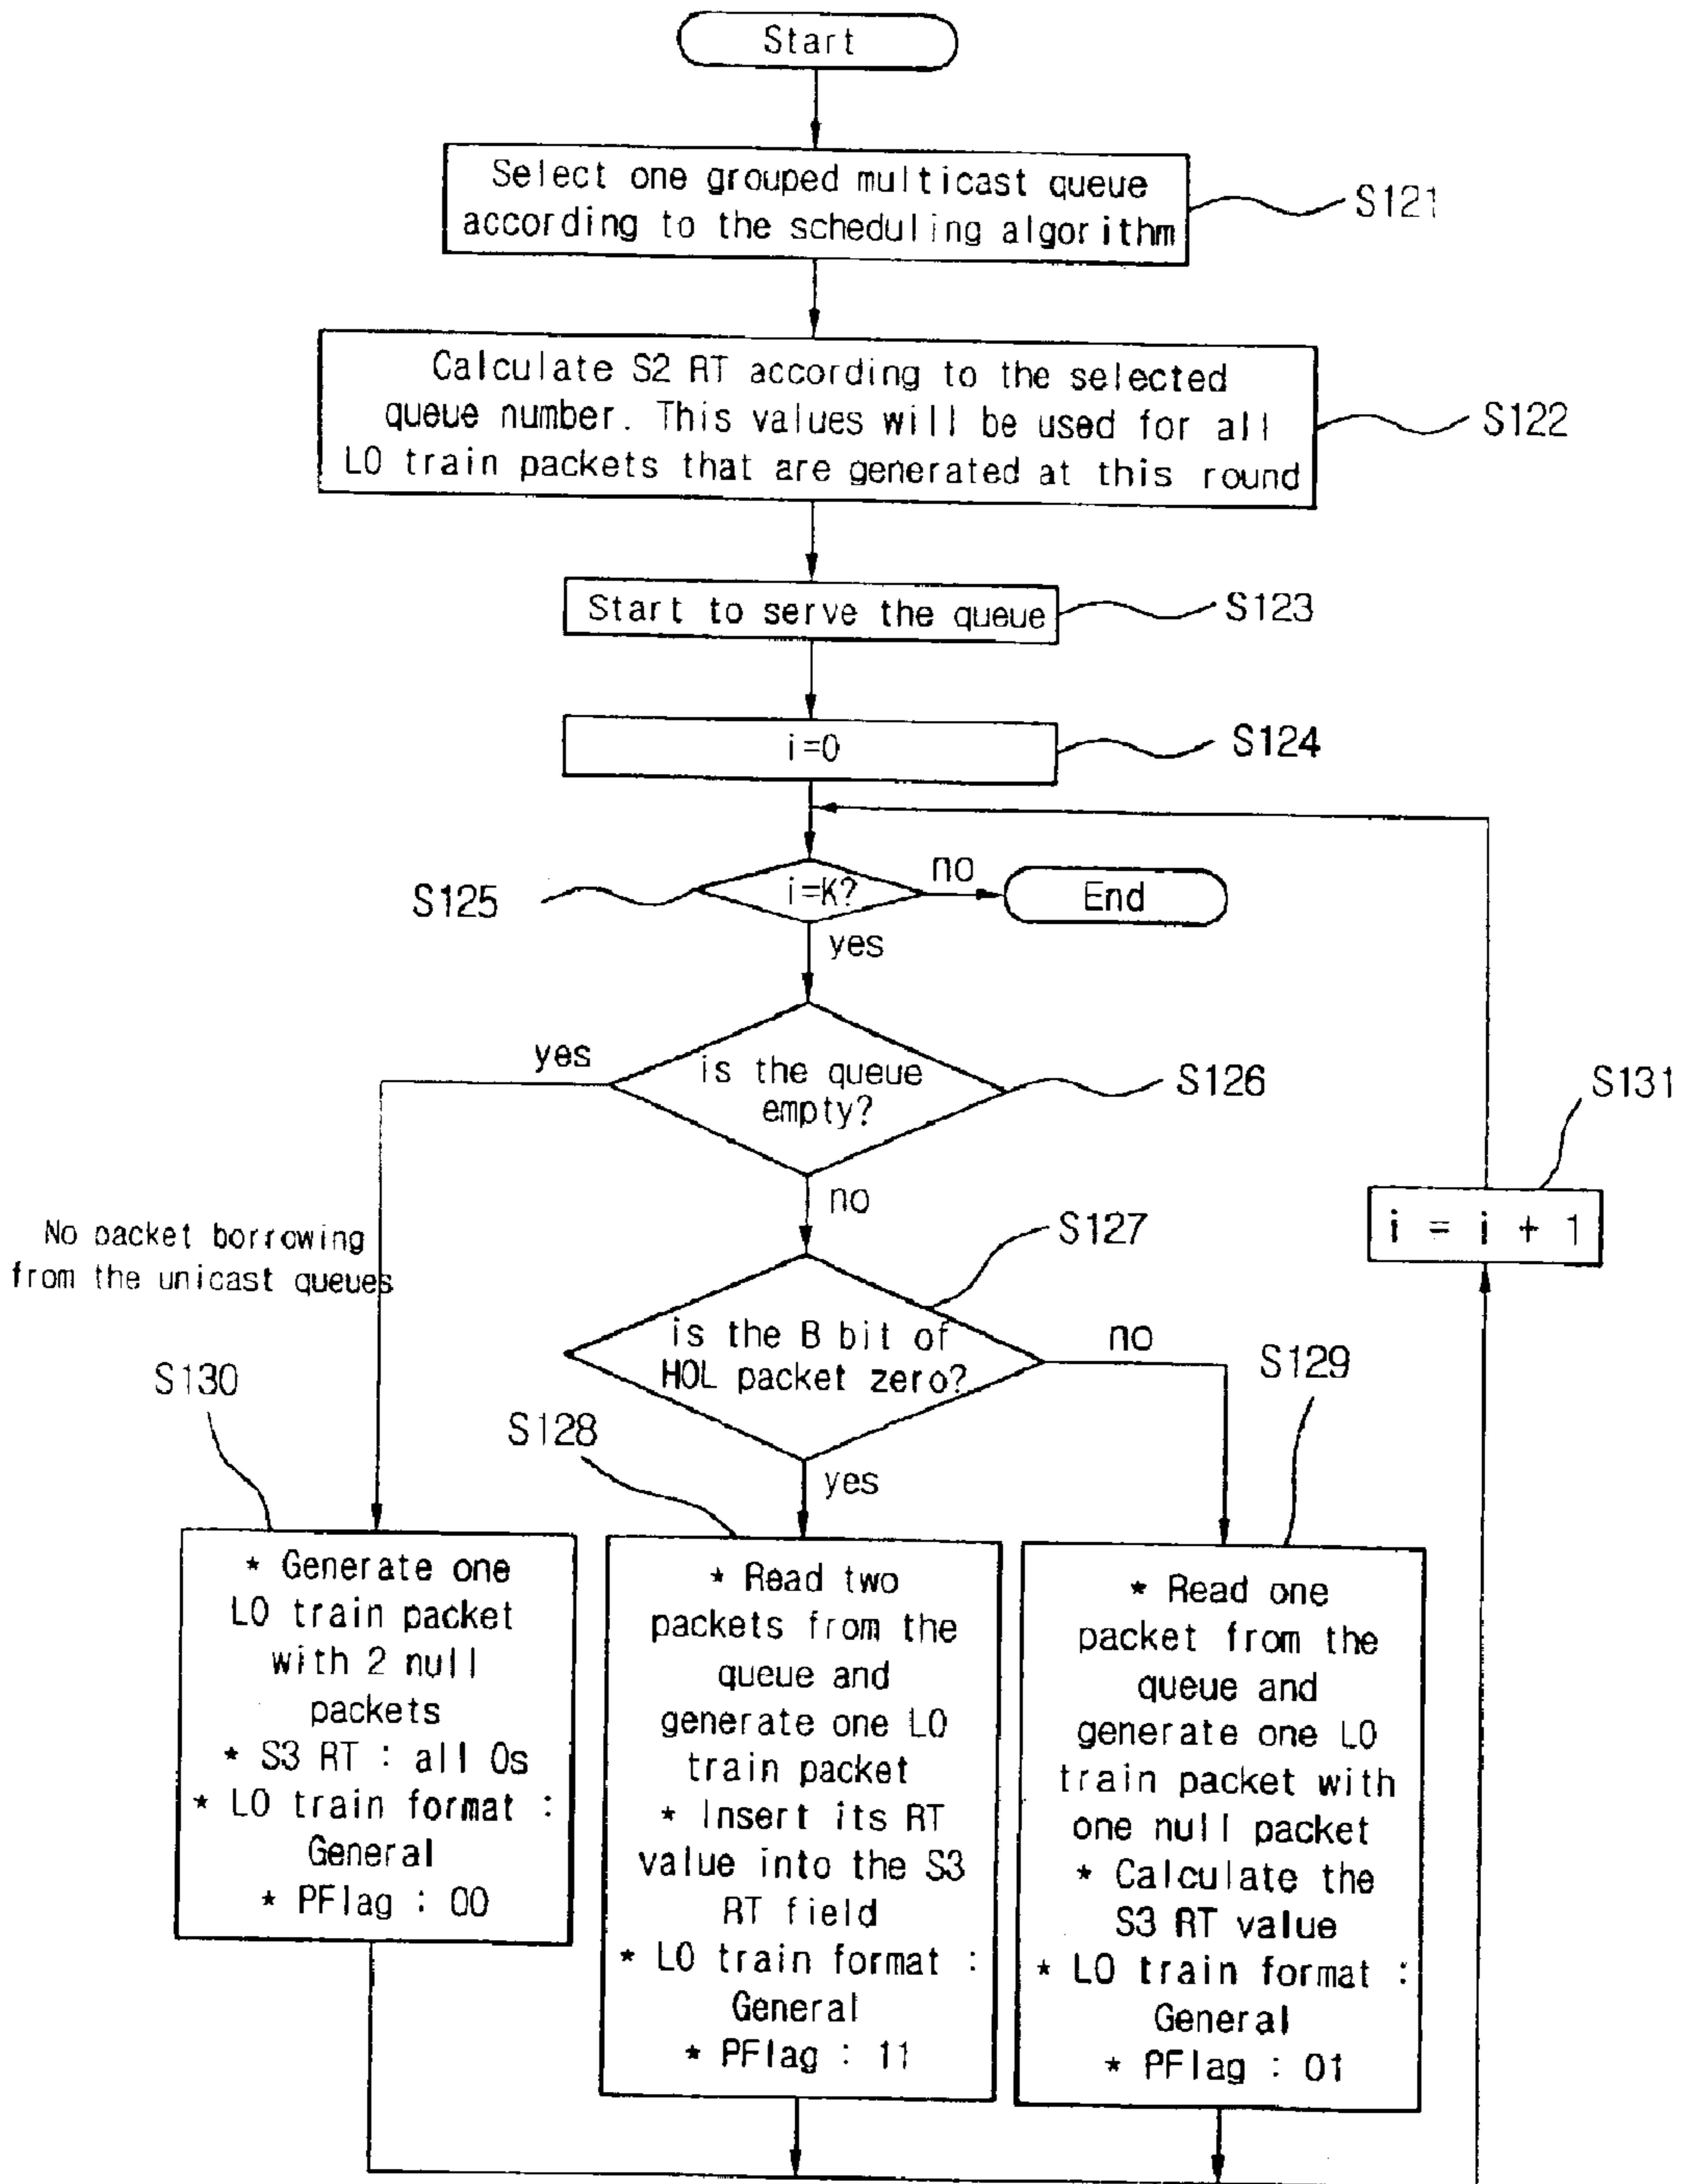 Start
Select one grouped multicast queue
according to the scheduling algorithm
S121
Calculate S2 RT according to the selected
queue number. This values will be used for all
L0 train packets that are generated at this round
S122
Start to serve the queue
S123
i=0
S124
i=K?
S125
no
End
yes
is the queue
empty?
S126
yes
no
No packet borrowing
from the unicast queues
S131
i = i + 1
is the B bit of
HOL packet zero?
S127
no
yes
S130
* Generate one
L0 train packet
with 2 null
packets
* S3 RT : all 0s
* L0 train format :
General
* PFlag : 00
S128
* Read two
packets from the
queue and
generate one L0
train packet
* Insert its RT
value into the S3
RT field
* L0 train format :
General
* PFlag : 11
S129
* Read one
packet from the
queue and
generate one L0
train packet with
one null packet
* Calculate the
S3 RT value
* L0 train format :
General
* PFlag : 01